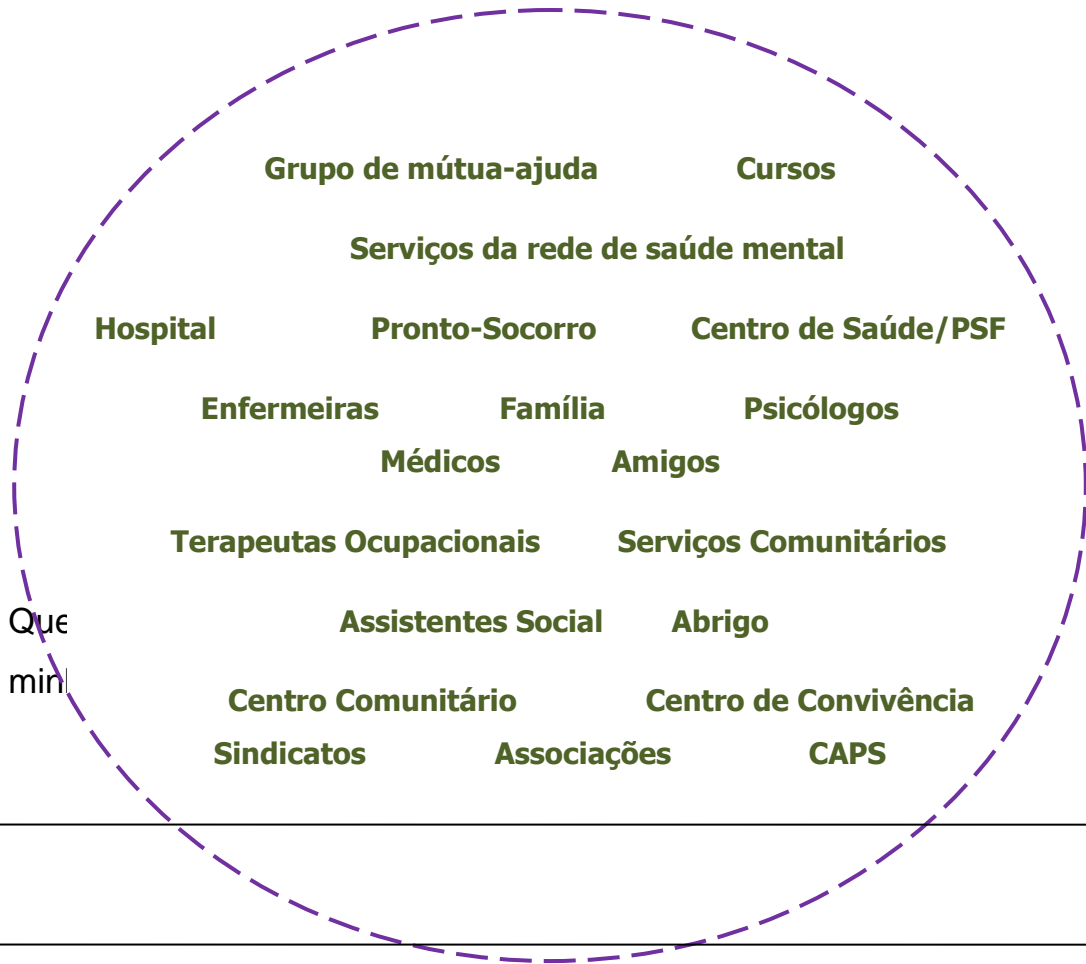 Grupo de mútua-ajuda Cursos
Serviços da rede de saúde mental
Hospital Pronto-Socorro Centro de Saúde/PSF
Enfermeiras Família Psicólogos
Médicos Amigos
Terapeutas Ocupacionais Serviços Comunitários
Que Assistentes Social Abrigo
Centro Comunitário Centro de Convivência
Sindicatos Associações CAPS